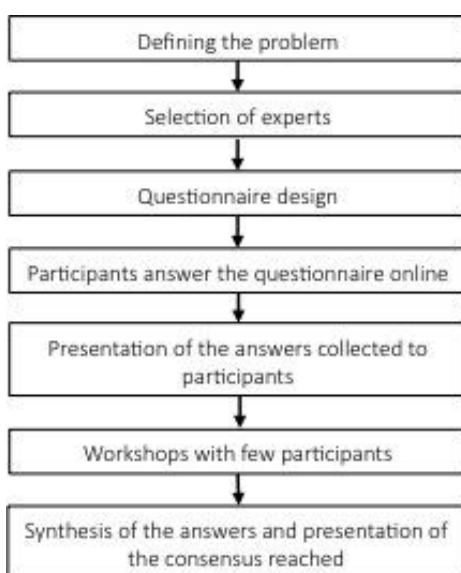 Defining the problem
Selection of experts
Questionnaire design
Participants answer the questionnaire online
Presentation of the answers collected to
participants
Workshops with few participants
Synthesis of the answers and presentation of
the consensus reached